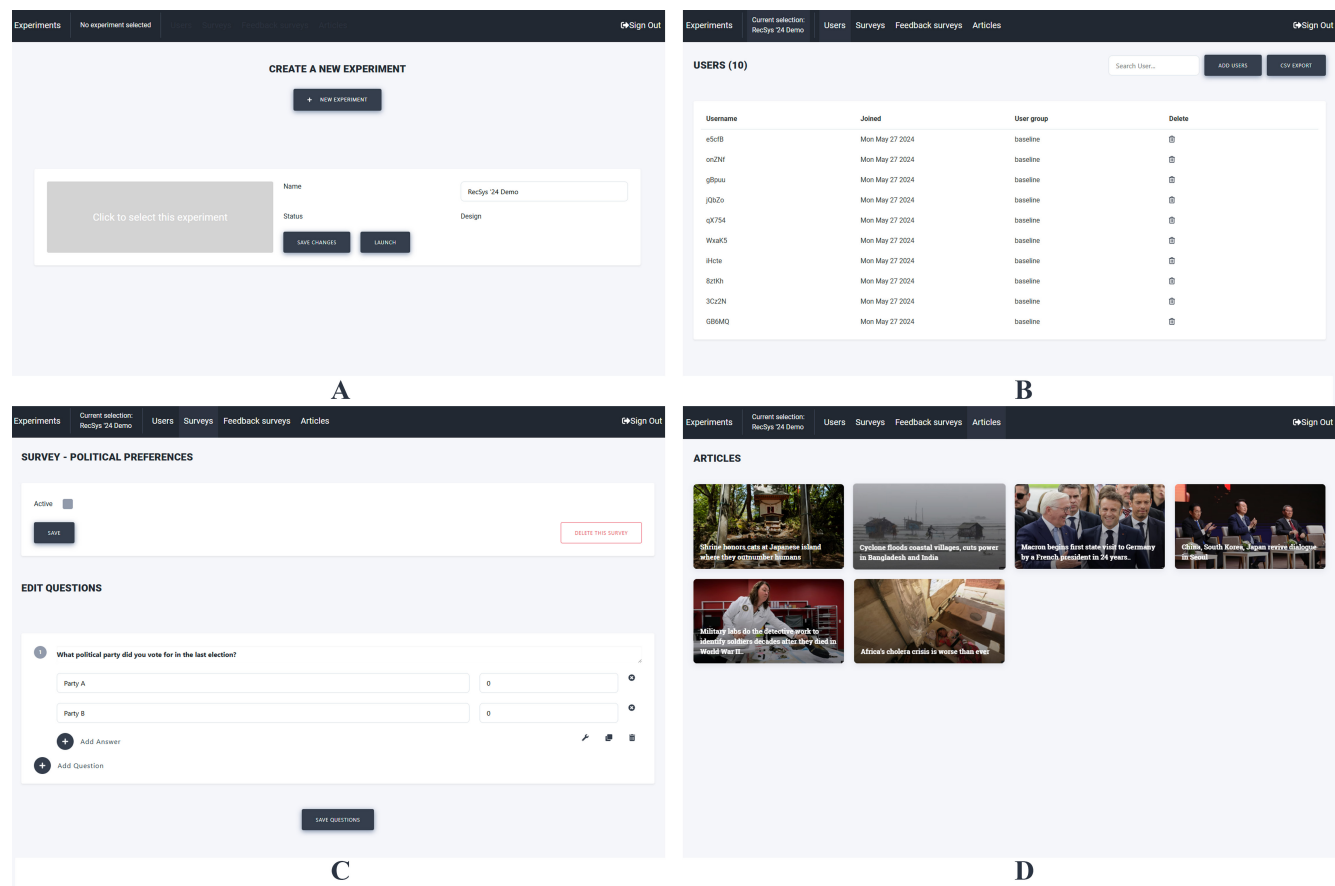 Experiments No experiment selected Users Surveys Feedback surveys Articles Sign Out
CREATE A NEW EXPERIMENT
+ NEW EXPERIMENT
Click to select this experiment
Name RecSys '24 Demo
Status Design
SAVE CHANGES LAUNCH
A
Experiments Current selection: Users Surveys Feedback surveys Articles Sign Out
RecSys '24 Demo
USERS (10) Search User... ADD USERS CSV EXPORT
Username Joined User group Delete
e5cfB Mon May 27 2024 baseline
onZNf Mon May 27 2024 baseline
gBpuu Mon May 27 2024 baseline
jQbZo Mon May 27 2024 baseline
qX754 Mon May 27 2024 baseline
WxaK5 Mon May 27 2024 baseline
iHcte Mon May 27 2024 baseline
8ztKh Mon May 27 2024 baseline
3Cz2N Mon May 27 2024 baseline
GB6MQ Mon May 27 2024 baseline
B
Experiments Current selection: Users Surveys Feedback surveys Articles Sign Out
RecSys '24 Demo
SURVEY - POLITICAL PREFERENCES
Active
SAVE DELETE THIS SURVEY
EDIT QUESTIONS
1 What political party did you vote for in the last election?
Party A 0
Party B 0
+ Add Answer
+ Add Question
SAVE QUESTIONS
C
Experiments Current selection: Users Surveys Feedback surveys Articles Sign Out
RecSys '24 Demo
ARTICLES
Shrine honors cats at Japanese island
where they outnumber humans
Cyclone floods coastal villages, cuts power
in Bangladesh and India
Macron begins first state visit to Germany
by a French president in 24 years..
China, South Korea, Japan revive dialogue
in Seoul
Military labs do the detective work to
identify soldiers decades after they died in
World War II..
Africa's cholera crisis is worse than ever
D